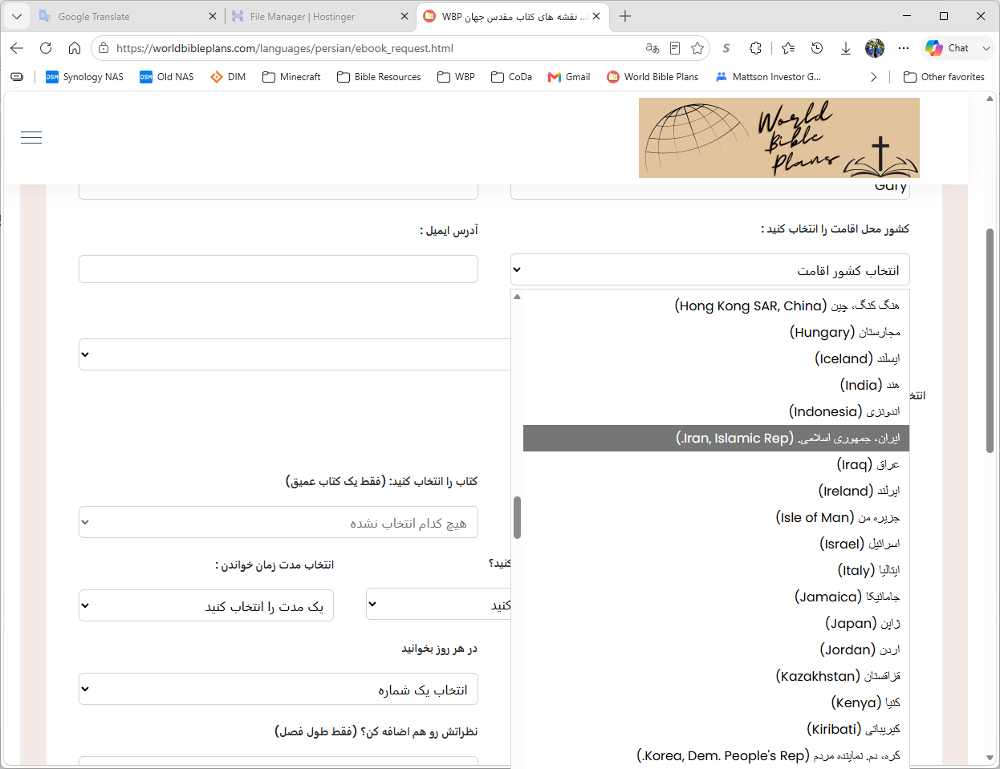 Google Translate
File Manager | Hostinger
WBP نقشه های کتاب مقدس جهان ...
https://worldbibleplans.com/languages/persian/ebook_request.html
Chat
Synology NAS
Old NAS
DIM
Minecraft
Bible Resources
WBP
CoDa
Gmail
World Bible Plans
Mattson Investor G...
Other favorites
World
Bible
Plans
Gary
کشور محل اقامت را انتخاب کنید :
آدرس ایمیل :
انتخاب کشور اقامت
هنگ کنگ، چین (Hong Kong SAR, China)
مجارستان (Hungary)
ایسلند (Iceland)
هند (India)
اندونزی (Indonesia)
ایران، جمهوری اسلامی. (Iran, Islamic Rep.)
عراق (Iraq)
ایرلند (Ireland)
جزیره من (Isle of Man)
اسرائیل (Israel)
ایتالیا (Italy)
جامائیکا (Jamaica)
ژاپن (Japan)
اردن (Jordan)
قزاقستان (Kazakhstan)
کنیا (Kenya)
کیریباتی (Kiribati)
کره، دم. نماینده مردم (Korea, Dem. People's Rep.)
کتاب را انتخاب کنید: (فقط یک کتاب عمیق)
هیچ کدام انتخاب نشده
کنید؟
انتخاب مدت زمان خواندن :
کنید
یک مدت را انتخاب کنید
در هر روز بخوانید
انتخاب یک شماره
نظراتش رو هم اضافه کن؟ (فقط طول فصل)